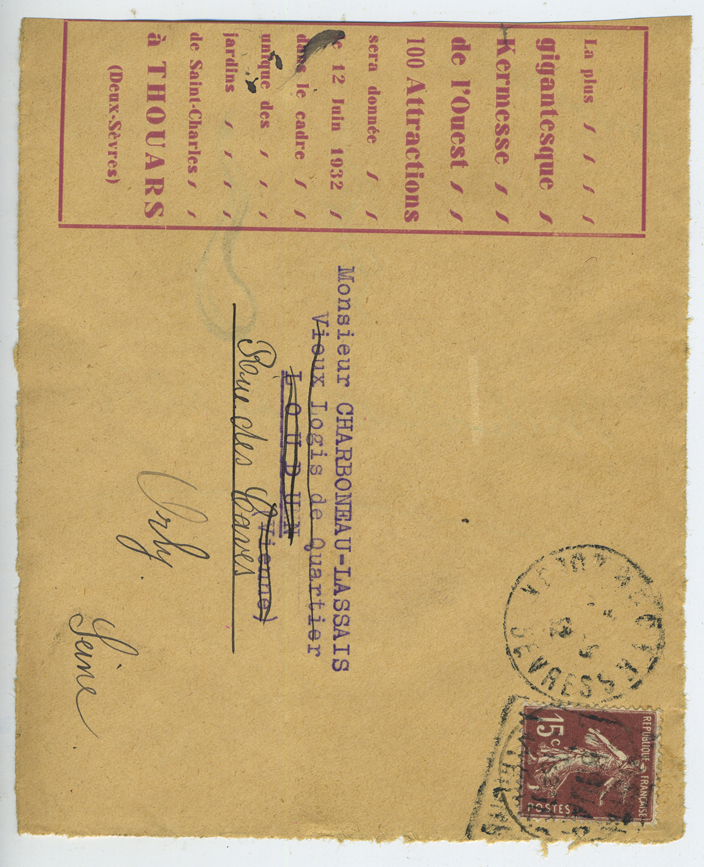 La plus / / / /
gigantesque /
Kermesse / /
de l'Ouest / /
100 Attractions
sera donnée / /
le 12 Juin 1932 /
dans le cadre / /
unique des / / /
jardins / / / /
de Saint-Charles / /
à THOUARS
(Deux-Sèvres)
Monsieur CHARBONEAU-LASSAIS
Vieux Logis de Quartier
LOUDUN
(Vienne)
Rue des Caves
Orly
Seine
SEVRES
REPUBLIQUE FRANÇAISE
15c
POSTES